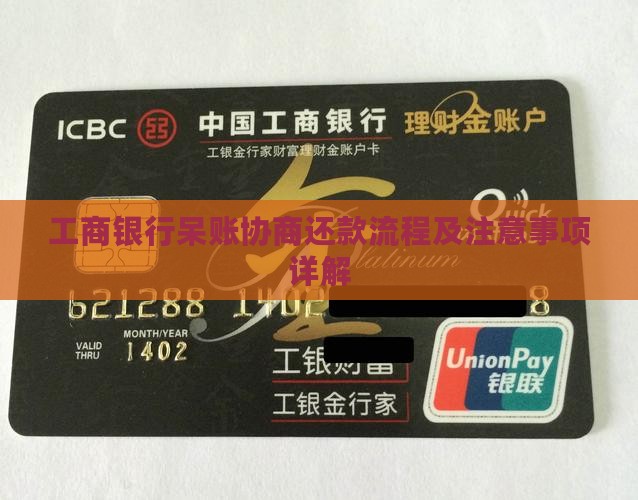 ICBC 中国工商银行 理财金账户
工银金行家财富理财金账户卡
Quick
工商银行呆账协商还款流程及注意事项
详解
Platinum
621288 1402 8
MONTH/YEAR
VALID THRU 1402
工银财富
工银金行家
UnionPay
银联